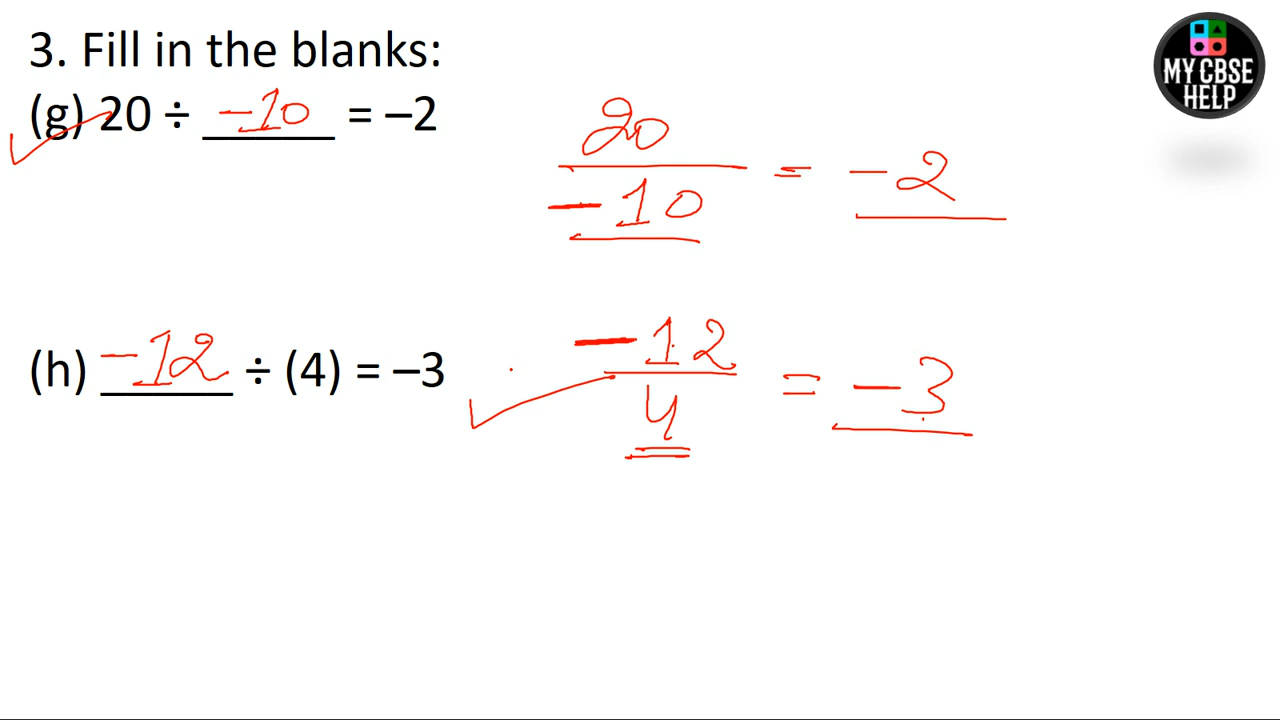 3. Fill in the blanks:
(g) 20 ÷ -10 = –2
20
-10
= -2
(h) -12 ÷ (4) = –3
-12
4
= -3
MY CBSE
HELP